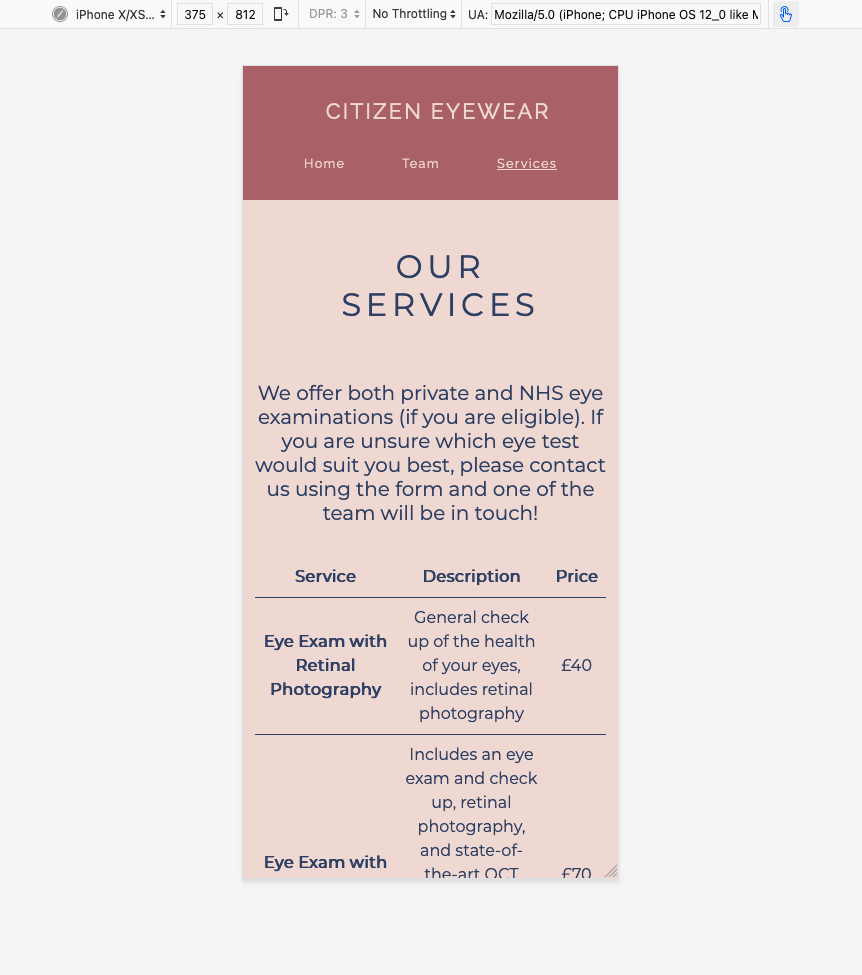 iPhone X/XS... 375 × 812 DPR: 3 No Throttling UA: Mozilla/5.0 (iPhone; CPU iPhone OS 12_0 like M
CITIZEN EYEWEAR
Home Team Services
OUR
SERVICES
We offer both private and NHS eye
examinations (if you are eligible). If
you are unsure which eye test
would suit you best, please contact
us using the form and one of the
team will be in touch!
Service Description Price
Eye Exam with
Retinal
Photography
General check
up of the health
of your eyes,
includes retinal
photography
£40
Eye Exam with
Includes an eye
exam and check
up, retinal
photography,
and state-of-
the-art OCT
£70